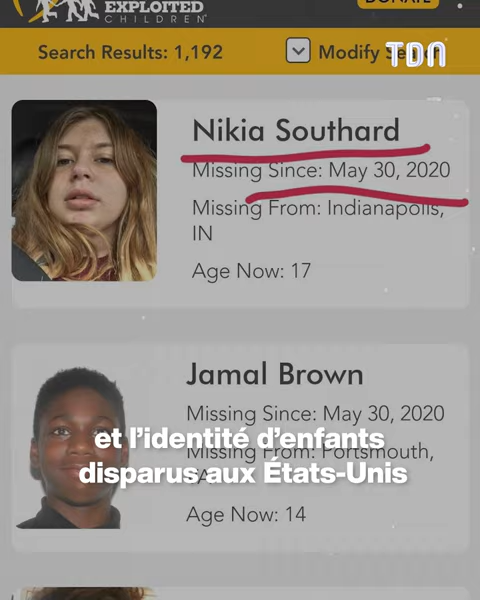 DONATE
EXPLOITED
CHILDREN
Search Results: 1,192
Modify
TDN
Nikia Southard
Missing Since: May 30, 2020
Missing From: Indianapolis,
IN
Age Now: 17
Jamal Brown
Missing Since: May 30, 2020
Missing From: Portsmouth,
et l'identité d'enfants
disparus aux États-Unis
Age Now: 14